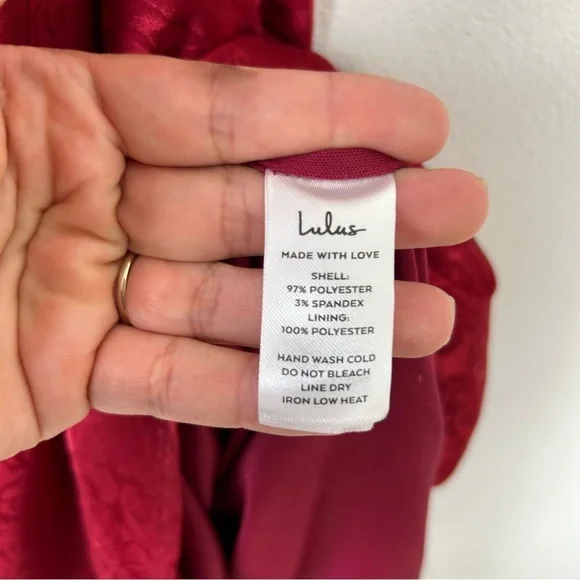 Lulus
MADE WITH LOVE
SHELL:
97% POLYESTER
3% SPANDEX
LINING:
100% POLYESTER
HAND WASH COLD
DO NOT BLEACH
LINE DRY
IRON LOW HEAT